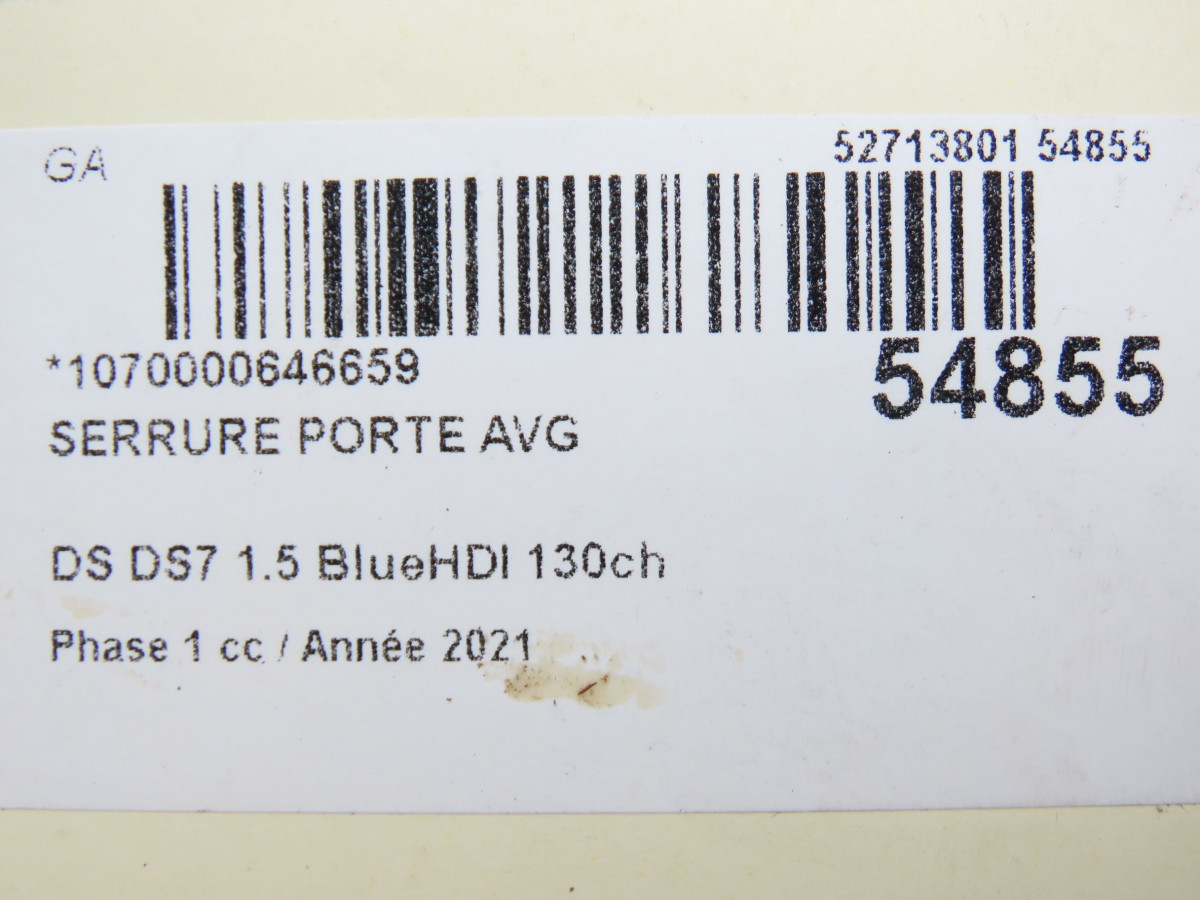 GA
52713801 54855
*1070000646659
54855
SERRURE PORTE AVG
DS DS7 1.5 BlueHDI 130ch
Phase 1 cc / Année 2021